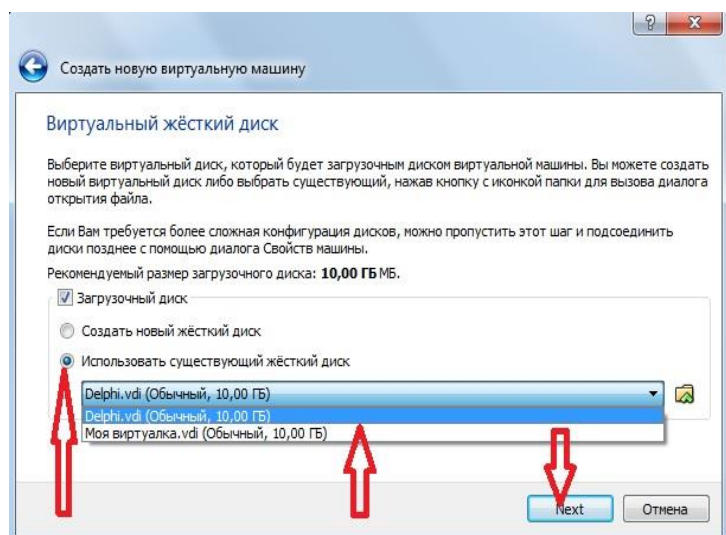 Создать новую виртуальную машину
Виртуальный жёсткий диск
Выберите виртуальный диск, который будет загрузочным диском виртуальной машины. Вы можете создать
новый виртуальный диск либо выбрать существующий, нажав кнопку с иконкой папки для вызова диалога
открытия файла.
Если Вам требуется более сложная конфигурация дисков, можно пропустить этот шаг и подсоединить
диски позднее с помощью диалога Свойств машины.
Рекомендуемый размер загрузочного диска: 10,00 ГБ МБ.
Загрузочный диск
Создать новый жёсткий диск
Использовать существующий жёсткий диск
Delphi.vdi (Обычный, 10,00 ГБ)
Delphi.vdi (Обычный, 10,00 ГБ)
Моя виртуалка.vdi (Обычный, 10,00 ГБ)
Next
Отмена